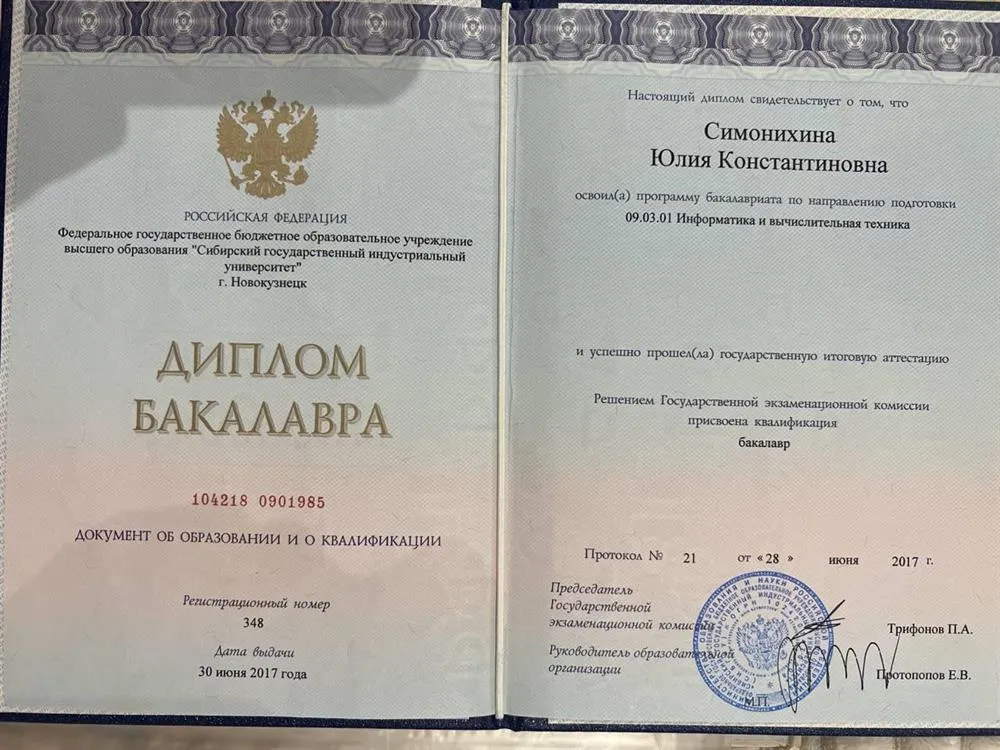 РОССИЙСКАЯ ФЕДЕРАЦИЯ
Федеральное государственное бюджетное образовательное учреждение
высшего образования "Сибирский государственный индустриальный
университет"
г. Новокузнецк
ДИПЛОМ
БАКАЛАВРА
104218 0901985
ДОКУМЕНТ ОБ ОБРАЗОВАНИИ И О КВАЛИФИКАЦИИ
Регистрационный номер
348
Дата выдачи
30 июня 2017 года
Настоящий диплом свидетельствует о том, что
Симонихина
Юлия Константиновна
освоил(а) программу бакалавриата по направлению подготовки
09.03.01 Информатика и вычислительная техника
и успешно прошел(ла) государственную итоговую аттестацию
Решением Государственной экзаменационной комиссии
присвоена квалификация
бакалавр
Протокол № 21 от « 28 » июня 2017 г.
Председатель
Государственной
экзаменационной комиссии
Трифонов П.А.
Руководитель образовательной
организации
Протопопов Е.В.
М.П.